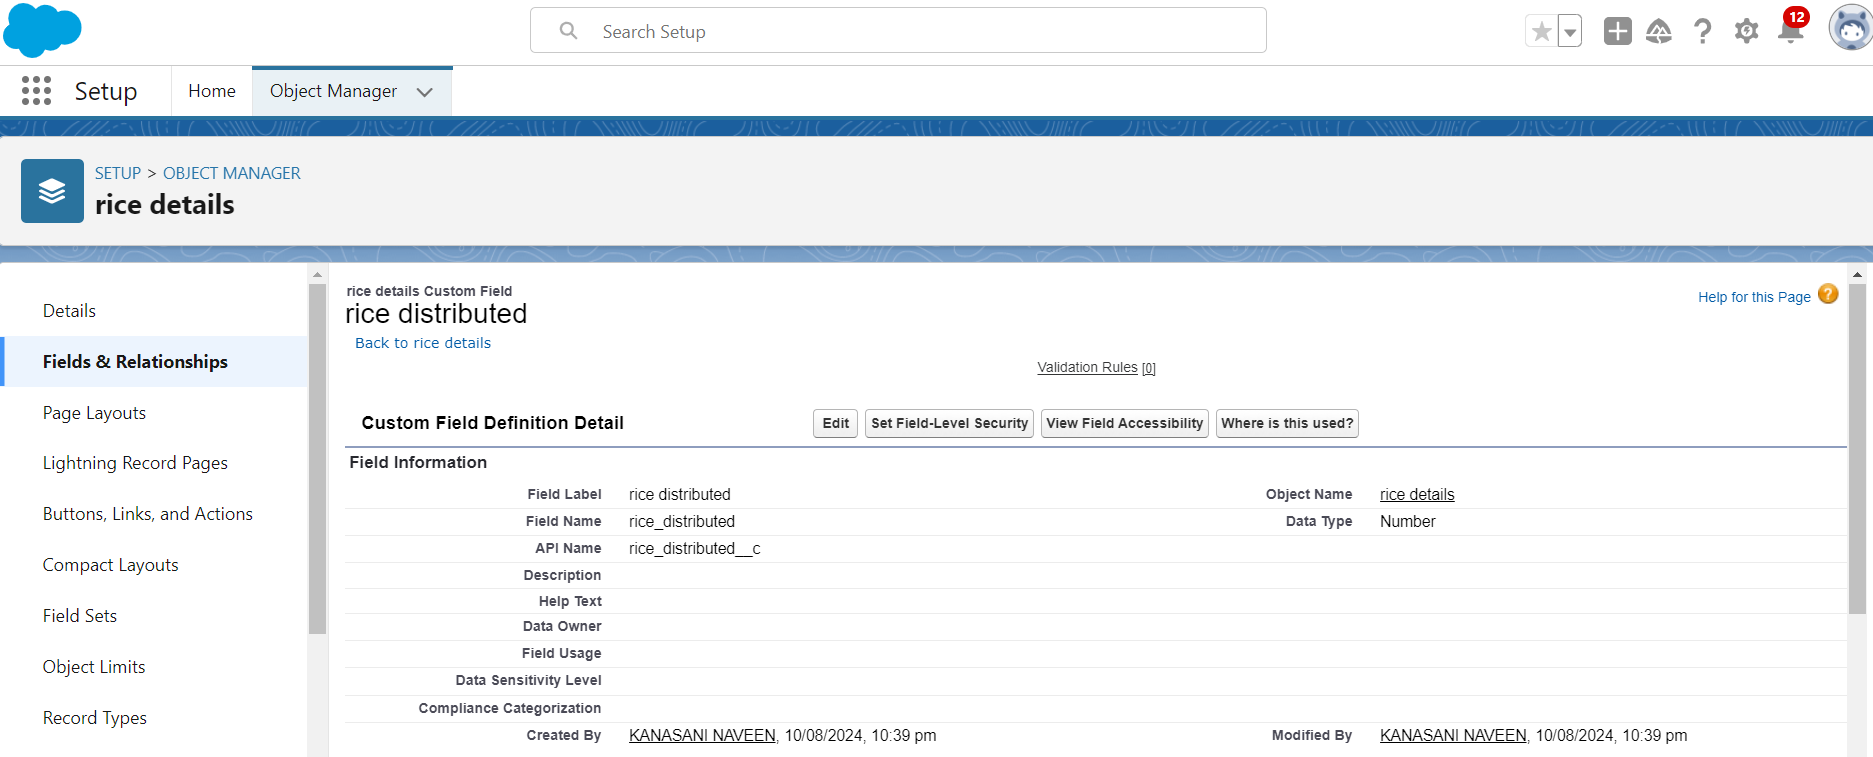 Search Setup
12
Setup
Home
Object Manager
SETUP > OBJECT MANAGER
rice details
Details
Fields & Relationships
Page Layouts
Lightning Record Pages
Buttons, Links, and Actions
Compact Layouts
Field Sets
Object Limits
Record Types
rice details Custom Field
rice distributed
Back to rice details
Help for this Page ?
Validation Rules [0]
Custom Field Definition Detail
Edit
Set Field-Level Security
View Field Accessibility
Where is this used?
Field Information
Field Label rice distributed Object Name rice details
Field Name rice_distributed Data Type Number
API Name rice_distributed__c
Description
Help Text
Data Owner
Field Usage
Data Sensitivity Level
Compliance Categorization
Created By KANASANI NAVEEN, 10/08/2024, 10:39 pm Modified By KANASANI NAVEEN, 10/08/2024, 10:39 pm